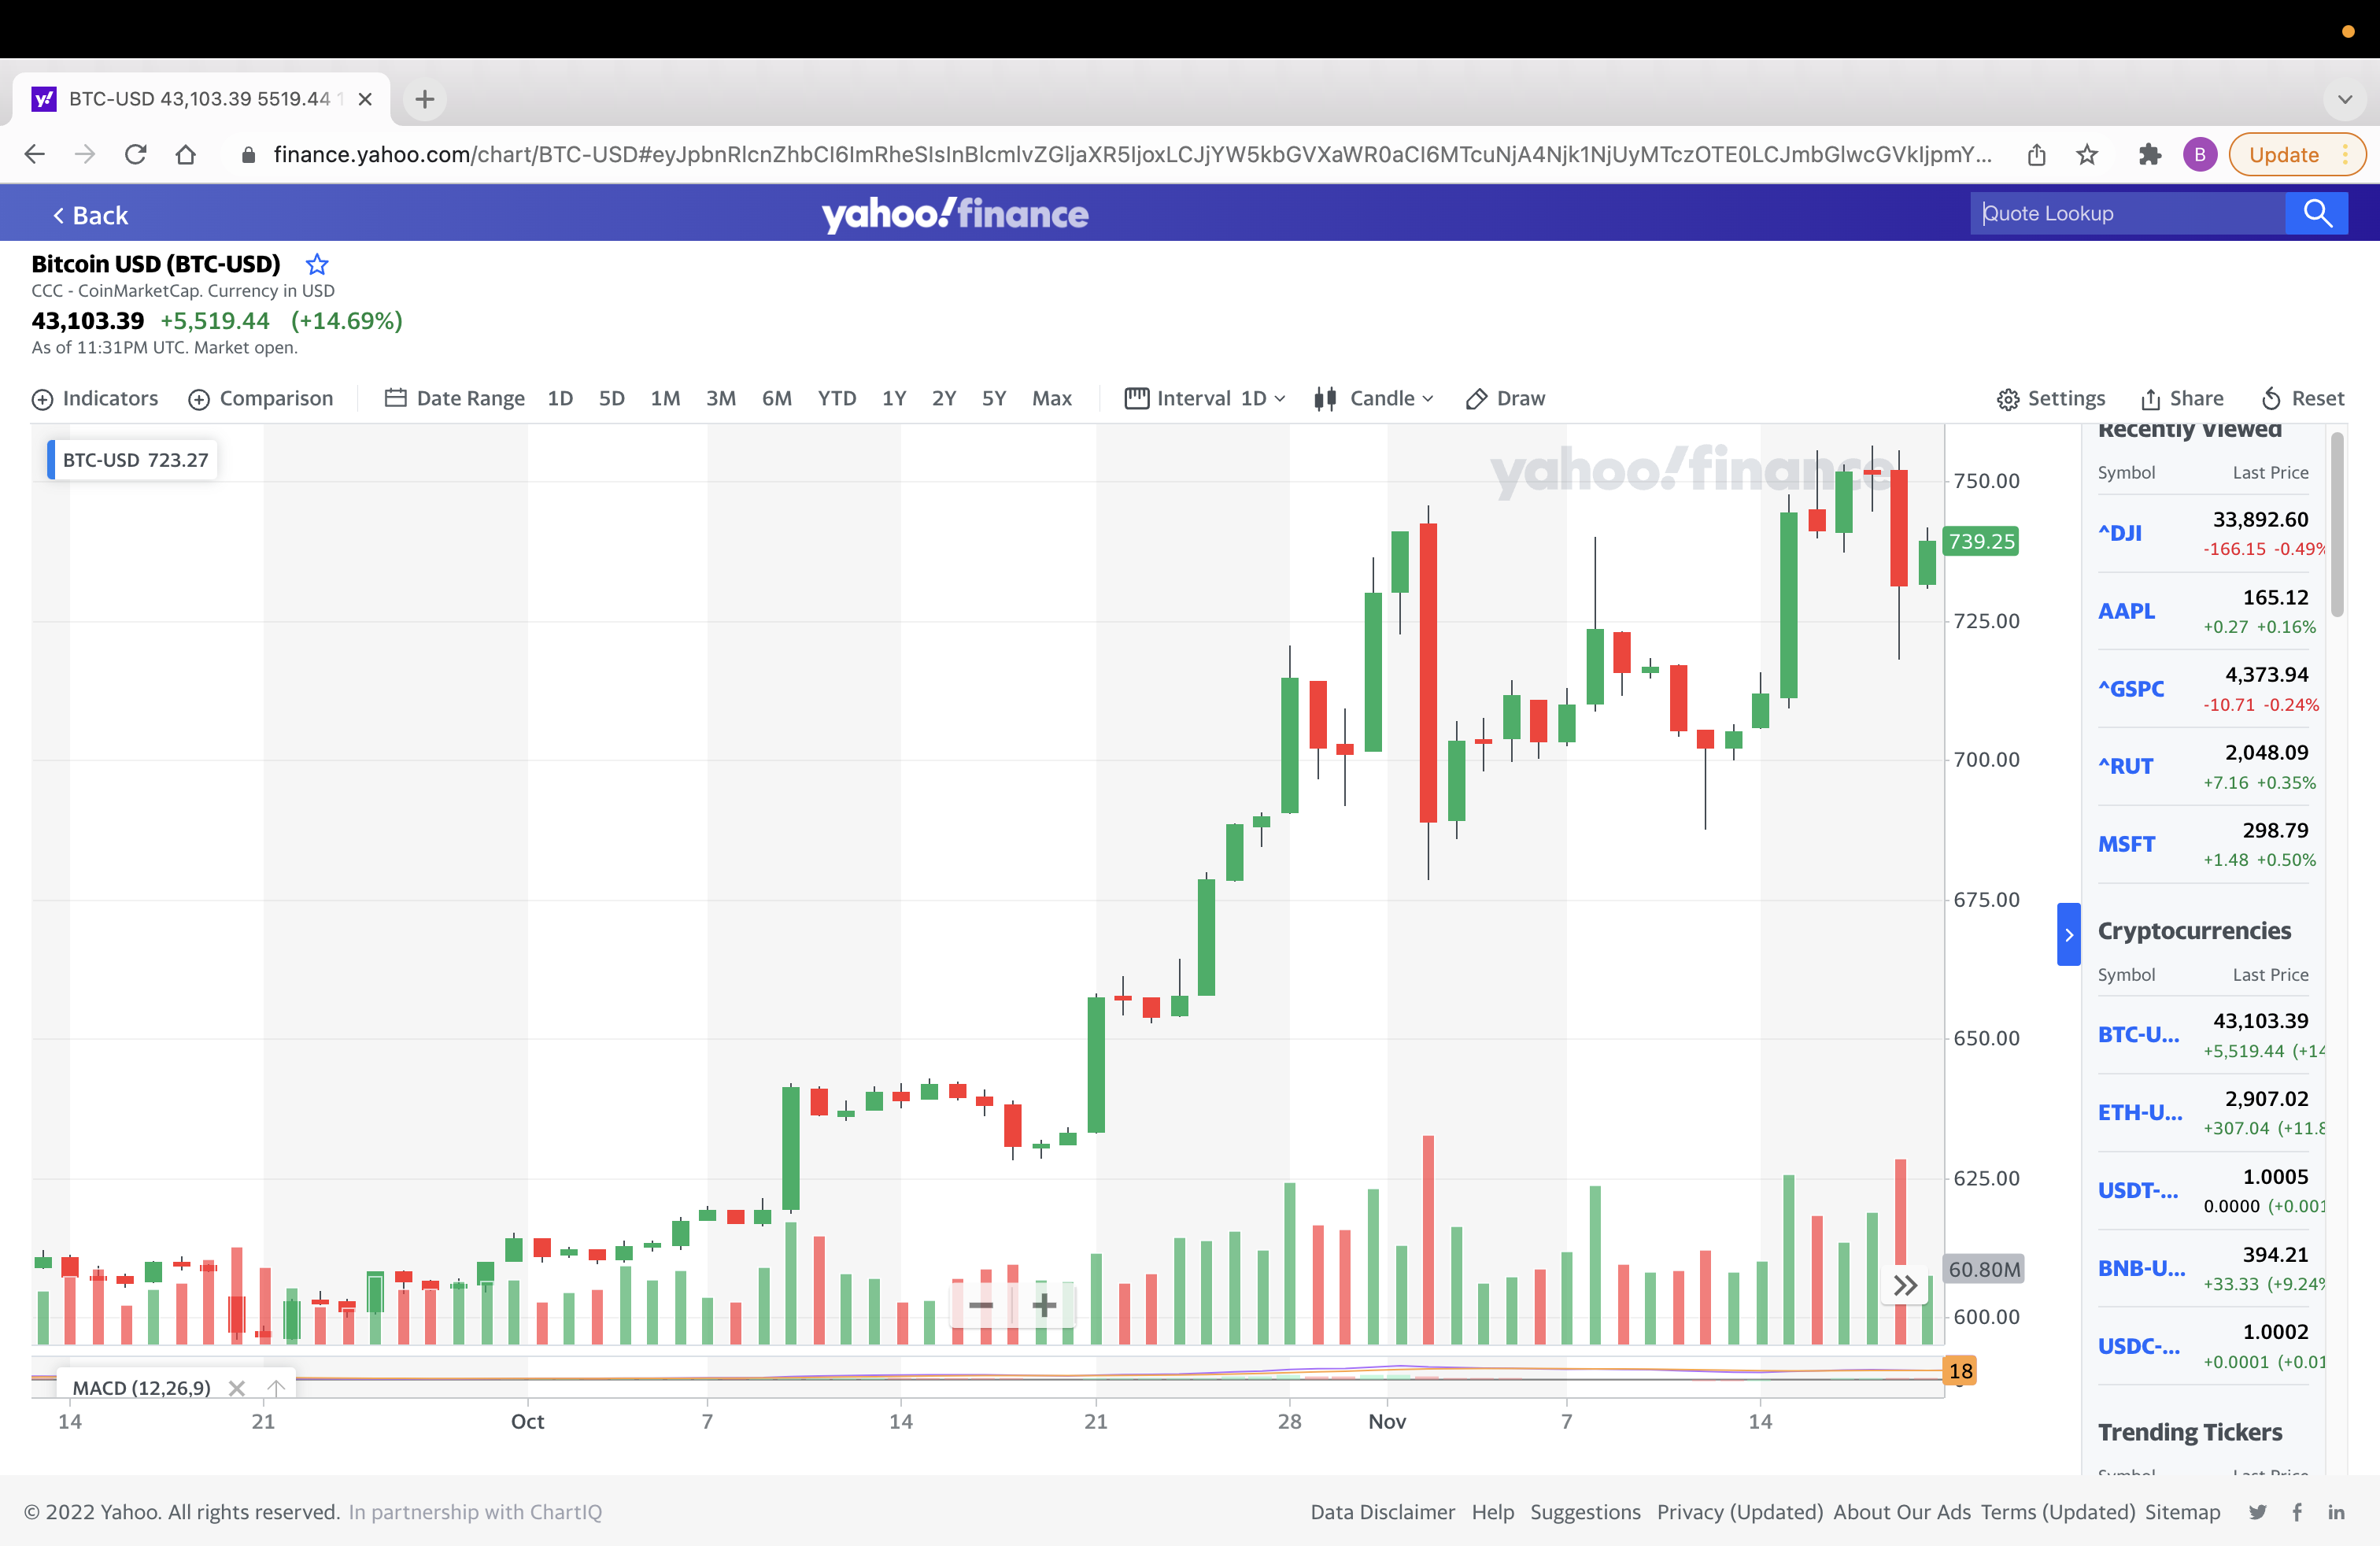 BTC-USD 43,103.39 5519.44
finance.yahoo.com/chart/BTC-USD#eyJpbnRlcnZhbCI6ImRheSIsInBlcmlvZGljaXR5IjoxLCJjYW5kbGVXaWR0aCI6MTcuNjA4Njk1NjUyMTczOTE0LCJmbGlwcGVkIjpmY...
B
Update
Back
yahoo!finance
Quote Lookup
Bitcoin USD (BTC-USD)
CCC - CoinMarketCap. Currency in USD
43,103.39 +5,519.44 (+14.69%)
As of 11:31PM UTC. Market open.
Indicators Comparison Date Range 1D 5D 1M 3M 6M YTD 1Y 2Y 5Y Max Interval 1D Candle Draw Settings Share Reset
BTC-USD 723.27
yahoo!finance
750.00
739.25
725.00
700.00
675.00
650.00
625.00
60.80M
600.00
MACD (12,26,9)
18
14 21 Oct 7 14 21 28 Nov 7 14
Recently Viewed
Symbol Last Price
^DJI 33,892.60
-166.15 -0.49%
AAPL 165.12
+0.27 +0.16%
^GSPC 4,373.94
-10.71 -0.24%
^RUT 2,048.09
+7.16 +0.35%
MSFT 298.79
+1.48 +0.50%
Cryptocurrencies
Symbol Last Price
BTC-U... 43,103.39
+5,519.44 (+14
ETH-U... 2,907.02
+307.04 (+11.8
USDT-... 1.0005
0.0000 (+0.001
BNB-U... 394.21
+33.33 (+9.24%
USDC-... 1.0002
+0.0001 (+0.01
Trending Tickers
Symbol Last Price
© 2022 Yahoo. All rights reserved. In partnership with ChartIQ
Data Disclaimer Help Suggestions Privacy (Updated) About Our Ads Terms (Updated) Sitemap